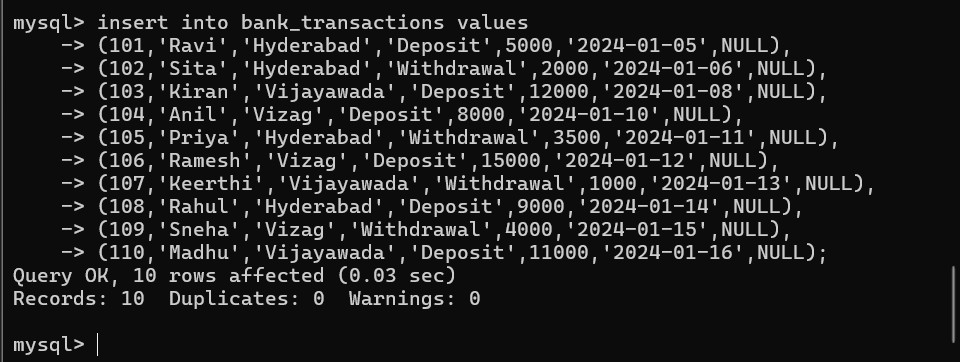 mysql> insert into bank_transactions values
    -> (101,'Ravi','Hyderabad','Deposit',5000,'2024-01-05',NULL),
    -> (102,'Sita','Hyderabad','Withdrawal',2000,'2024-01-06',NULL),
    -> (103,'Kiran','Vijayawada','Deposit',12000,'2024-01-08',NULL),
    -> (104,'Anil','Vizag','Deposit',8000,'2024-01-10',NULL),
    -> (105,'Priya','Hyderabad','Withdrawal',3500,'2024-01-11',NULL),
    -> (106,'Ramesh','Vizag','Deposit',15000,'2024-01-12',NULL),
    -> (107,'Keerthi','Vijayawada','Withdrawal',1000,'2024-01-13',NULL),
    -> (108,'Rahul','Hyderabad','Deposit',9000,'2024-01-14',NULL),
    -> (109,'Sneha','Vizag','Withdrawal',4000,'2024-01-15',NULL),
    -> (110,'Madhu','Vijayawada','Deposit',11000,'2024-01-16',NULL);
Query OK, 10 rows affected (0.03 sec)
Records: 10  Duplicates: 0  Warnings: 0

mysql>